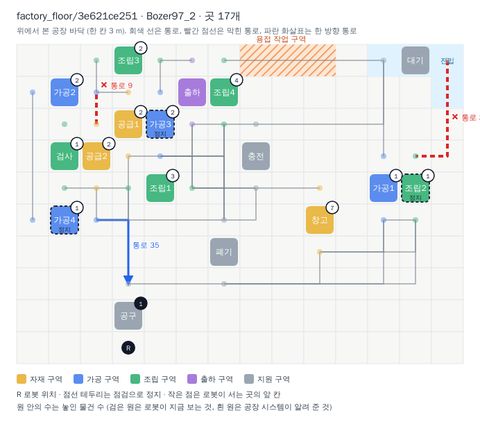 factory_floor/3e621ce251 · Bozer97_2 · 곳 17개
위에서 본 공장 바닥 (한 칸 3 m). 회색 선은 통로, 빨간 점선은 막힌 통로, 파란 화살표는 한 방향 통로
용접 작업 구역
조립3 2
대기
가공2 2
✕ 통로 9
출하
조립4 4
✕ 통로
공급1 2
가공3 2
정지
검사 1
공급2 2
충전
조립1 3
가공1 1
조립2 1
정지
가공4 1
정지
창고 7
통로 35
폐기
공구 1
R
자재 구역
가공 구역
조립 구역
출하 구역
지원 구역
R 로봇 위치 · 점선 테두리는 점검으로 정지 · 작은 점은 로봇이 서는 곳의 앞 칸
원 안의 수는 놓인 물건 수 (검은 원은 로봇이 지금 보는 것, 흰 원은 공장 시스템이 알려 준 것)